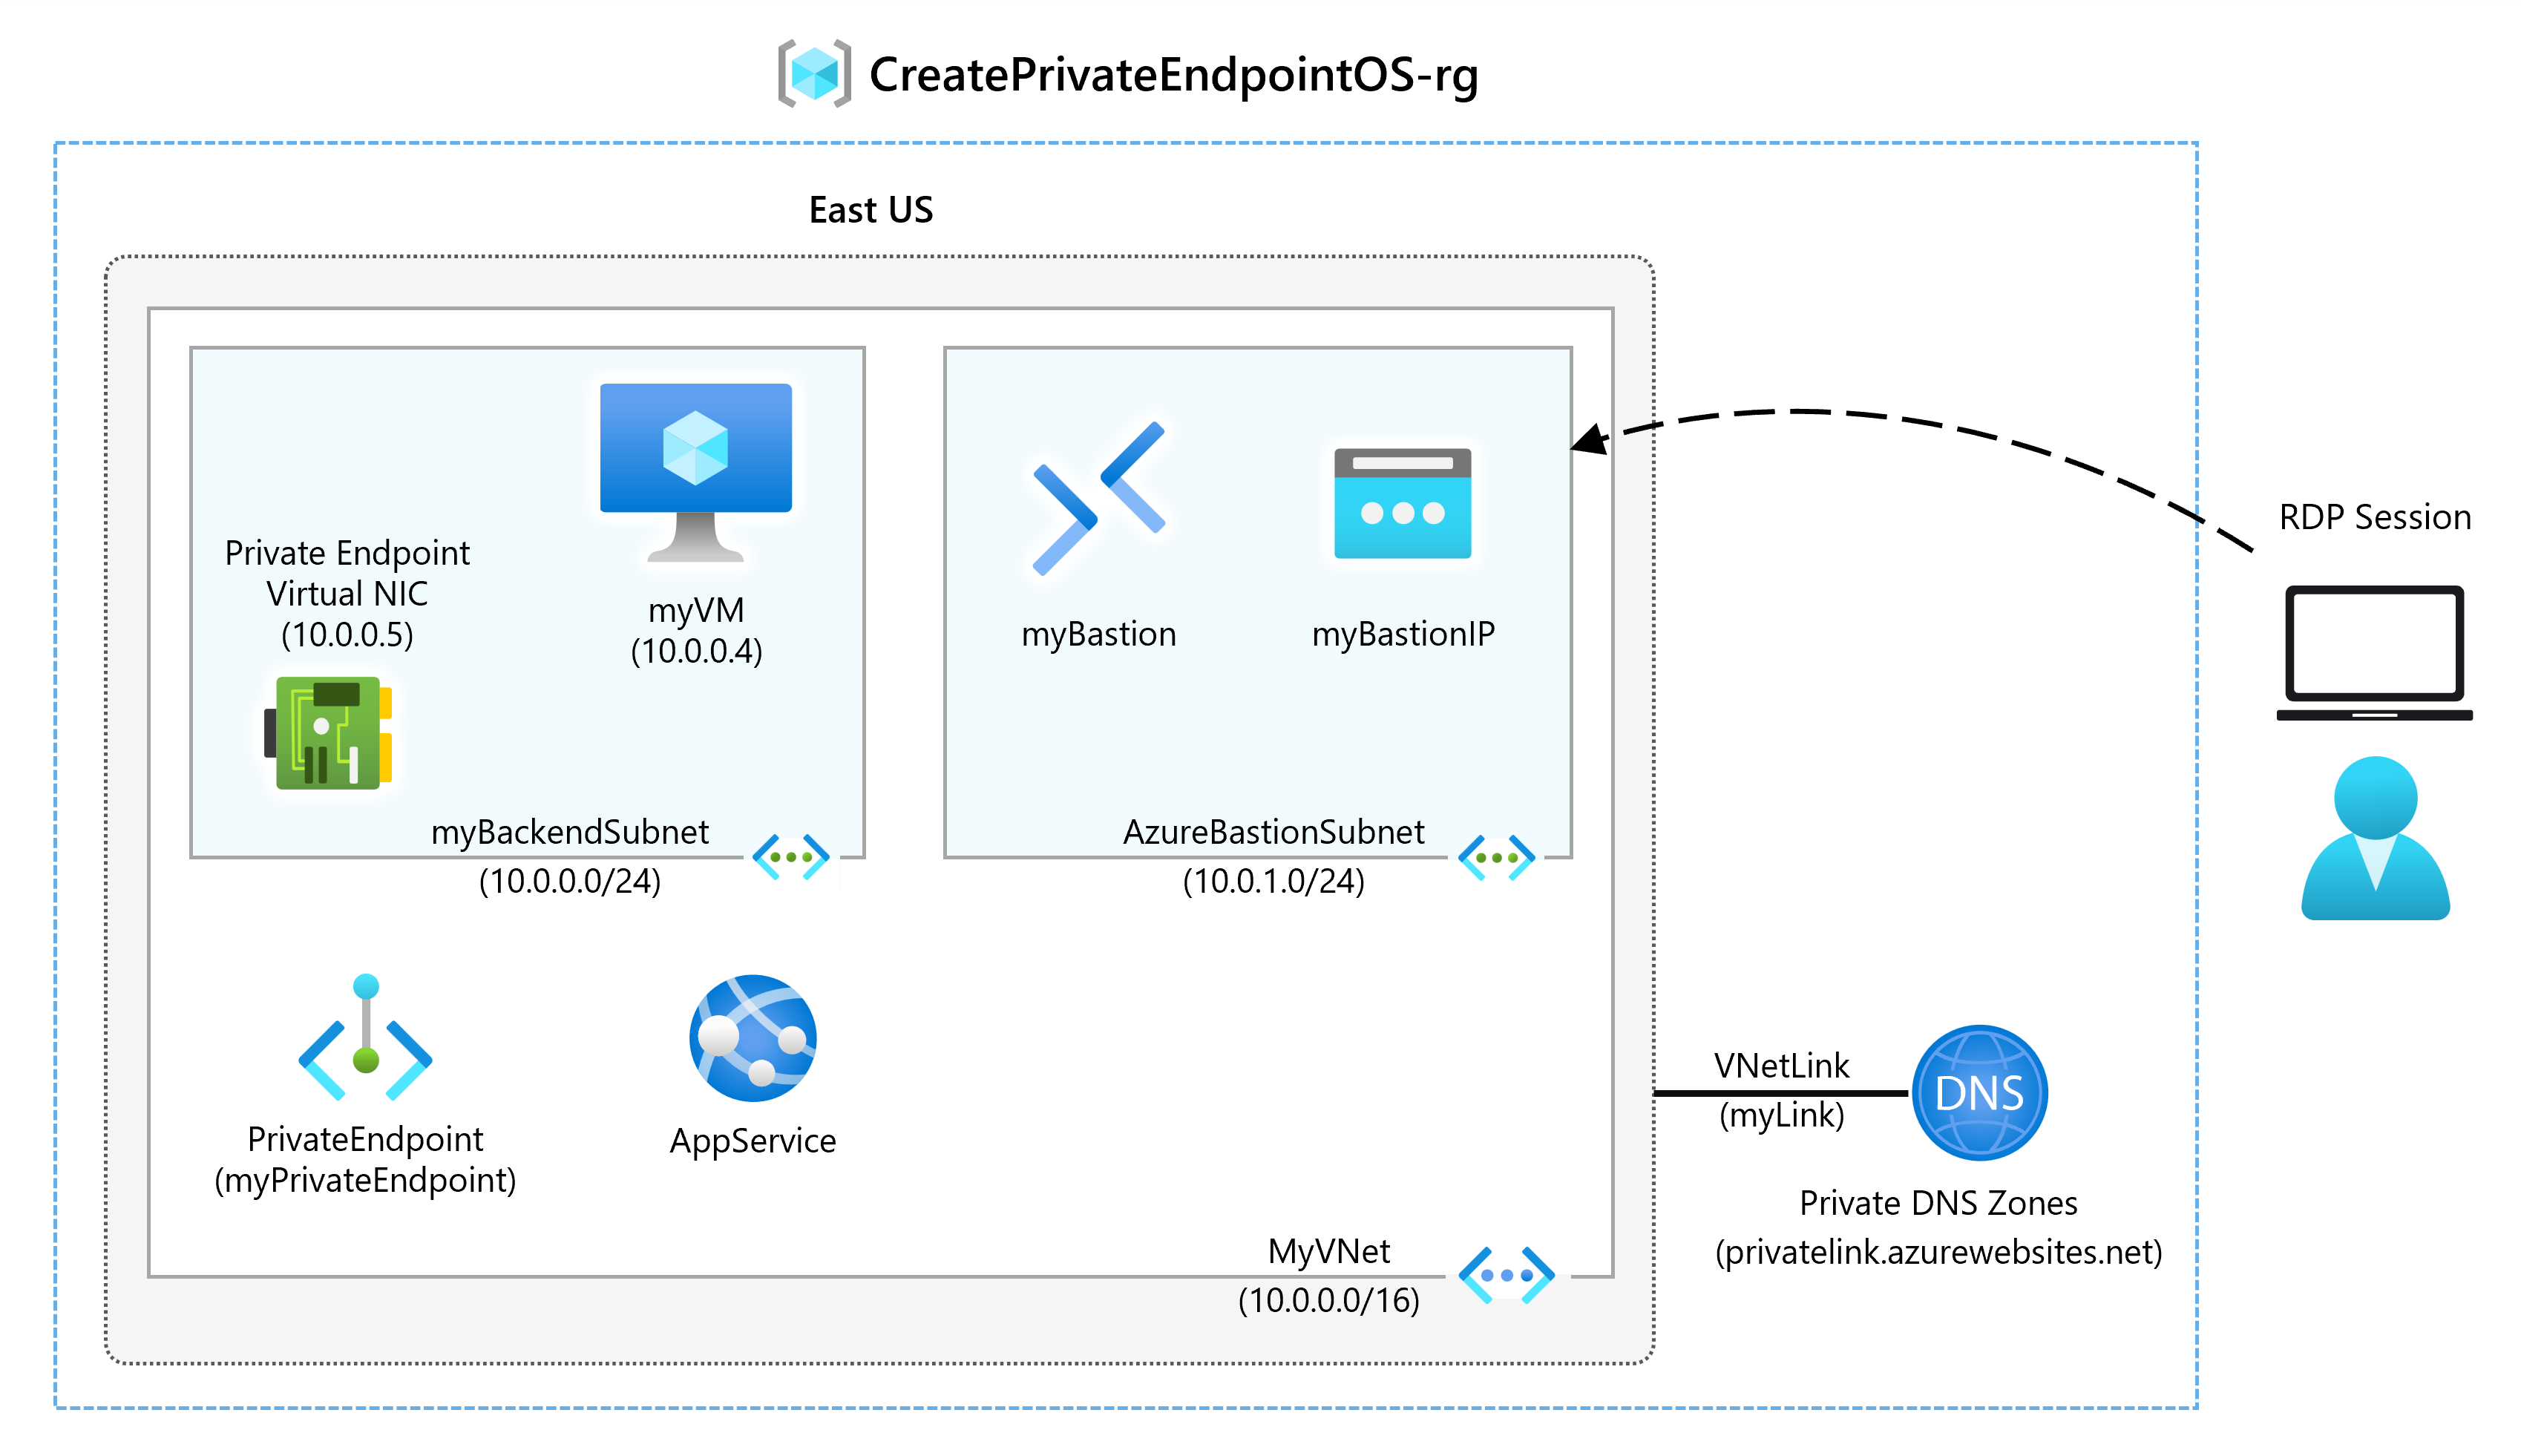 CreatePrivateEndpointOS-rg
East US
Private Endpoint
Virtual NIC
(10.0.0.5)
myVM
(10.0.0.4)
myBackendSubnet
(10.0.0.0/24)
myBastion
myBastionIP
AzureBastionSubnet
(10.0.1.0/24)
RDP Session
PrivateEndpoint
(myPrivateEndpoint)
AppService
MyVNet
(10.0.0.0/16)
VNetLink
(myLink)
DNS
Private DNS Zones
(privatelink.azurewebsites.net)